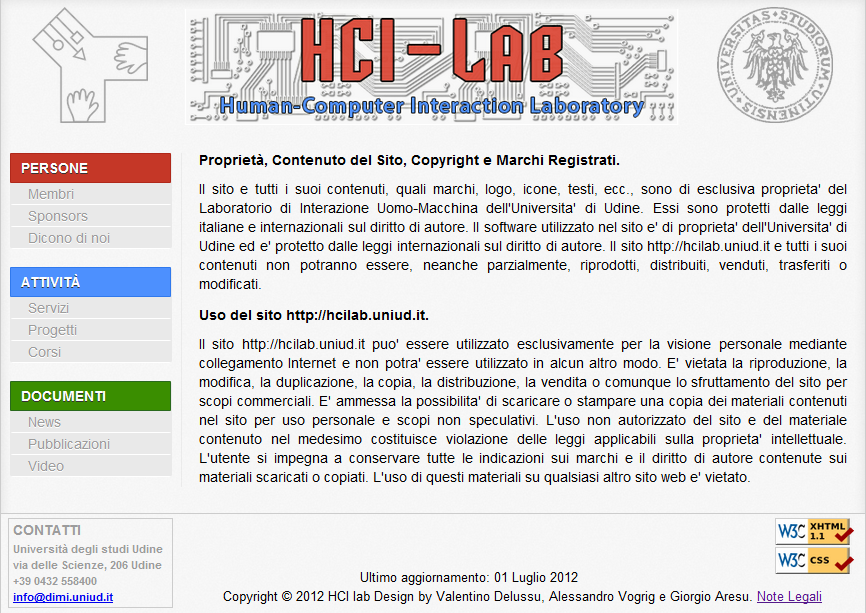 HCI-LAB
Human-Computer Interaction Laboratory
UNIVERSITAS STUDIORUM UTINENSIS
PERSONE
Membri
Sponsors
Dicono di noi
ATTIVITÀ
Servizi
Progetti
Corsi
DOCUMENTI
News
Pubblicazioni
Video
Proprietà, Contenuto del Sito, Copyright e Marchi Registrati.
Il sito e tutti i suoi contenuti, quali marchi, logo, icone, testi, ecc., sono di esclusiva proprieta' del
Laboratorio di Interazione Uomo-Macchina dell'Universita' di Udine. Essi sono protetti dalle leggi
italiane e internazionali sul diritto di autore. Il software utilizzato nel sito e' di proprieta' dell'Universita' di
Udine ed e' protetto dalle leggi internazionali sul diritto di autore. Il sito http://hcilab.uniud.it e tutti i suoi
contenuti non potranno essere, neanche parzialmente, riprodotti, distribuiti, venduti, trasferiti o
modificati.
Uso del sito http://hcilab.uniud.it.
Il sito http://hcilab.uniud.it puo' essere utilizzato esclusivamente per la visione personale mediante
collegamento Internet e non potra' essere utilizzato in alcun altro modo. E' vietata la riproduzione, la
modifica, la duplicazione, la copia, la distribuzione, la vendita o comunque lo sfruttamento del sito per
scopi commerciali. E' ammessa la possibilita' di scaricare o stampare una copia dei materiali contenuti
nel sito per uso personale e scopi non speculativi. L'uso non autorizzato del sito e del materiale
contenuto nel medesimo costituisce violazione delle leggi applicabili sulla proprieta' intellettuale.
L'utente si impegna a conservare tutte le indicazioni sui marchi e il diritto di autore contenute sui
materiali scaricati o copiati. L'uso di questi materiali su qualsiasi altro sito web e' vietato.
CONTATTI
Università degli studi Udine
via delle Scienze, 206 Udine
+39 0432 558400
info@dimi.uniud.it
W3C XHTML 1.1
W3C CSS
Ultimo aggiornamento: 01 Luglio 2012
Copyright © 2012 HCI lab Design by Valentino Delussu, Alessandro Vogrig e Giorgio Aresu. Note Legali